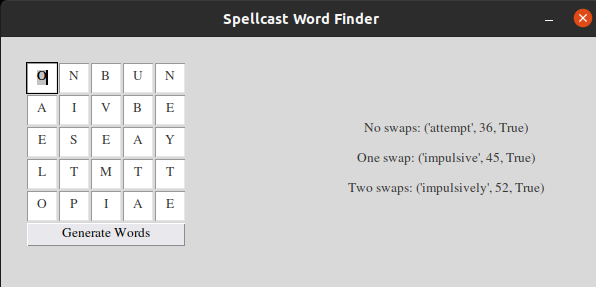 Spellcast Word Finder
O N B U N
A I V B E
E S E A Y
L T M T T
O P I A E
Generate Words
No swaps: ('attempt', 36, True)
One swap: ('impulsive', 45, True)
Two swaps: ('impulsively', 52, True)